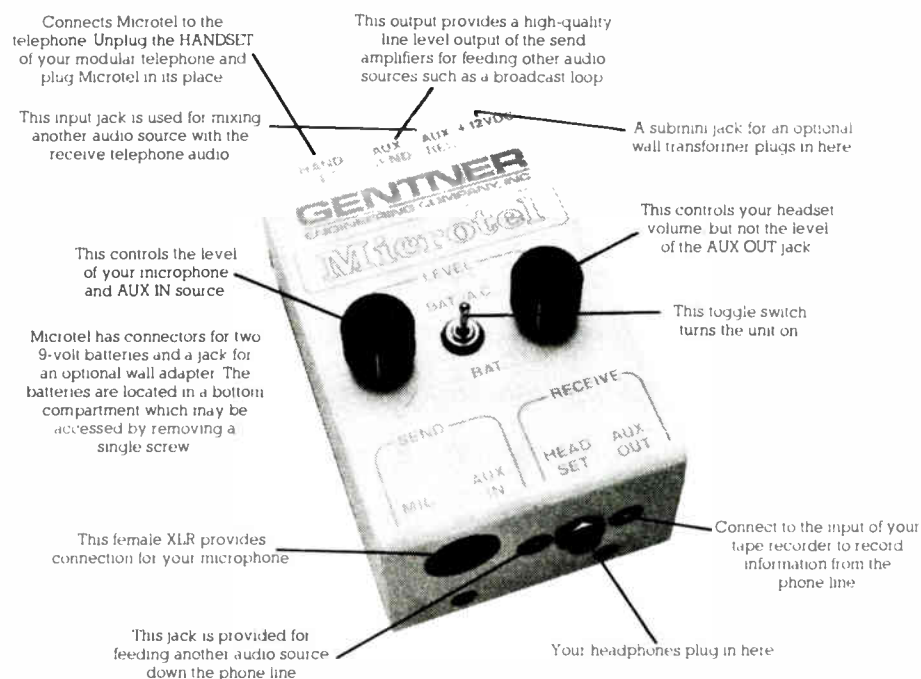 Connects Microtel to the
telephone Unplug the HANDSET
of your modular telephone and
plug Microtel in its place
This output provides a high-quality
line level output of the send
amplifiers for feeding other audio
sources such as a broadcast loop
This input jack is used for mixing
another audio source with the
receive telephone audio
A submini jack for an optional
wall transformer plugs in here
HAND
AUX
AUX
+12VDC
GENTNER
ENGINEERING COMPANY, INC
Microtel
LEVEL
BAT/AC
BAT
This controls your headset
volume, but not the level
of the AUX OUT jack
This controls the level
of your microphone
and AUX IN source
This toggle switch
turns the unit on
Microtel has connectors for two
9-volt batteries and a jack for
an optional wall adapter The
batteries are located in a bottom
compartment which may be
accessed by removing a
single screw
SEND
MIC
AUX
IN
RECEIVE
HEAD
SET
AUX
OUT
This female XLR provides
connection for your microphone
Connect to the input of your
tape recorder to record
information from the
phone line
This jack is provided for
feeding another audio source
down the phone line
Your headphones plug in here